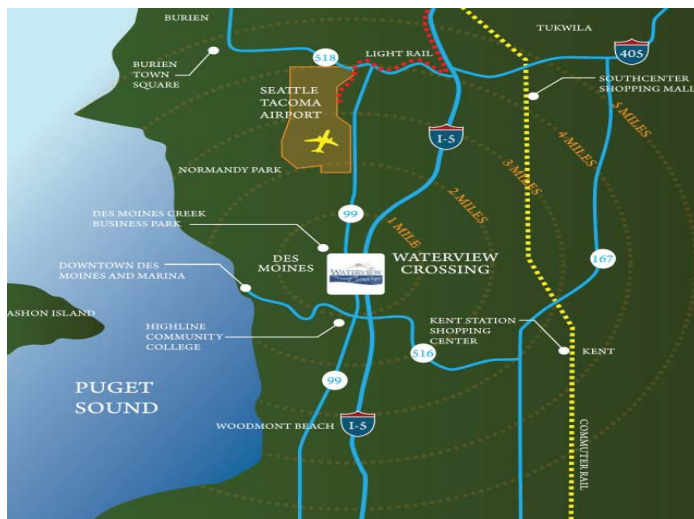 BURIEN
TUKWILA
405
518
LIGHT RAIL
BURIEN
TOWN
SQUARE
SOUTHCENTER
SHOPPING MALL
SEATTLE
TACOMA
AIRPORT
I-5
5 MILES
4 MILES
3 MILES
2 MILES
1 MILE
NORMANDY PARK
99
DES MOINES CREEK
BUSINESS PARK
DES
MOINES
WATERVIEW
WATERVIEW
CROSSING
167
DOWNTOWN DES
MOINES AND MARINA
ASHON ISLAND
HIGHLINE
COMMUNITY
COLLEGE
KENT STATION
SHOPPING
CENTER
KENT
516
99
PUGET
SOUND
WOODMONT BEACH
I-5
COMMUTER RAIL